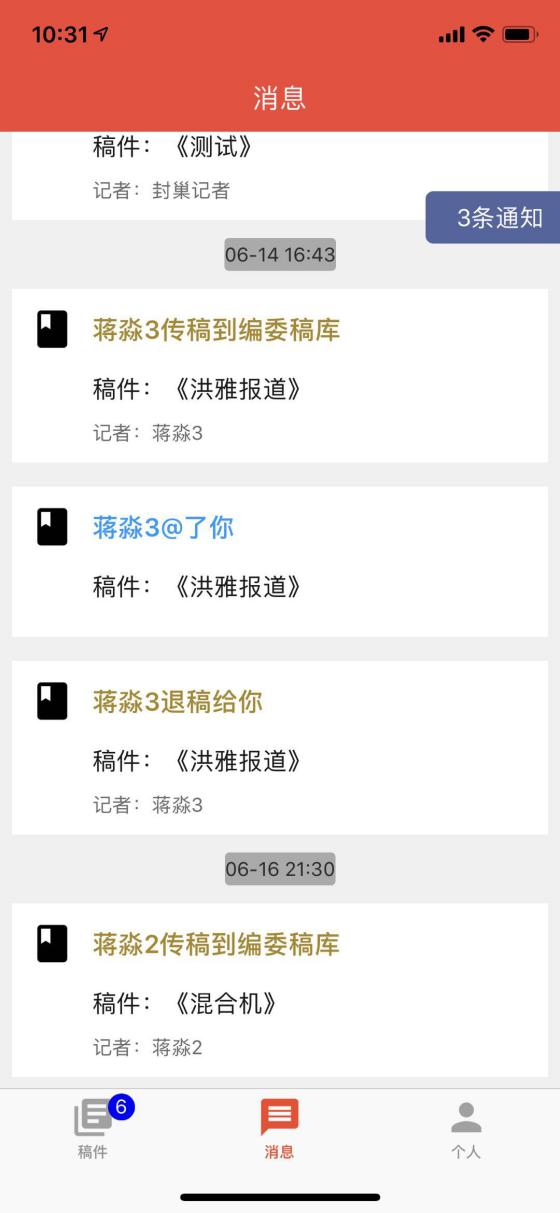 10:31
消息
稿件：《测试》
记者：封巢记者
3条通知
06-14 16:43
蒋淼3传稿到编委稿库
稿件：《洪雅报道》
记者：蒋淼3
蒋淼3@了你
稿件：《洪雅报道》
蒋淼3退稿给你
稿件：《洪雅报道》
记者：蒋淼3
06-16 21:30
蒋淼2传稿到编委稿库
稿件：《混合机》
记者：蒋淼2
6
稿件
消息
个人